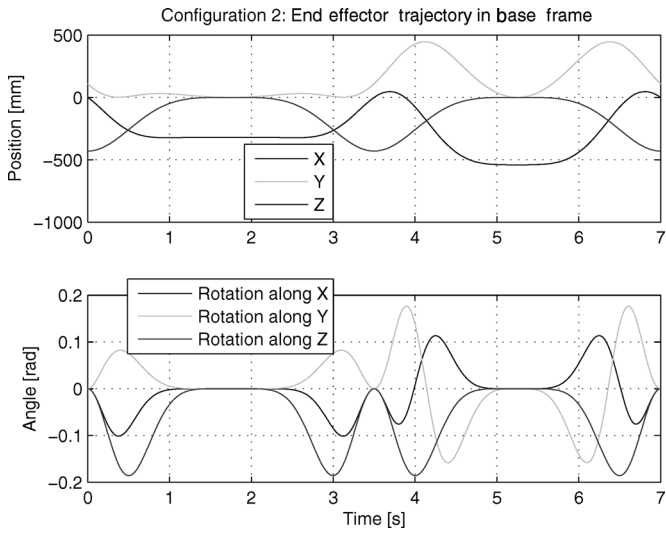 Configuration 2: End effector trajectory in base frame
500
0
−500
−1000
Position [mm]
X
Y
Z
0 1 2 3 4 5 6 7
Rotation along X
Rotation along Y
Rotation along Z
0.2
0.1
0
−0.1
−0.2
Angle [rad]
0 1 2 3 4 5 6 7
Time [s]